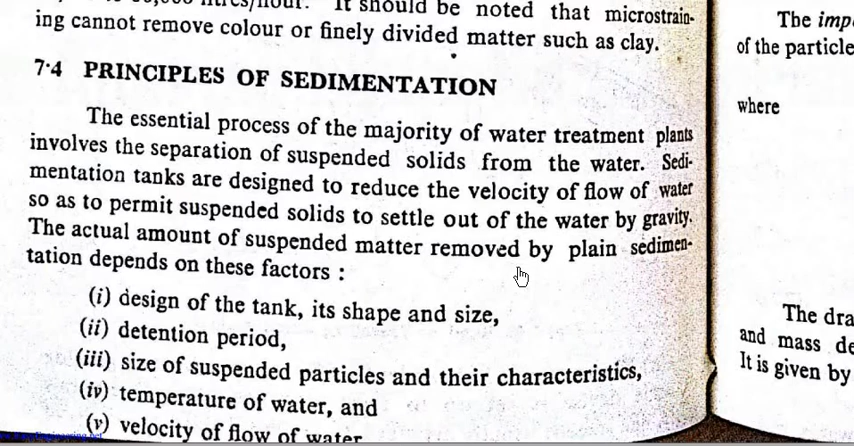 It should be noted that microstrain-
ing cannot remove colour or finely divided matter such as clay.
7·4 PRINCIPLES OF SEDIMENTATION
The essential process of the majority of water treatment plants
involves the separation of suspended solids from the water. Sedi-
mentation tanks are designed to reduce the velocity of flow of water
so as to permit suspended solids to settle out of the water by gravity.
The actual amount of suspended matter removed by plain sedimen-
tation depends on these factors :
(i) design of the tank, its shape and size,
(ii) detention period,
(iii) size of suspended particles and their characteristics,
(iv) temperature of water, and
(v) velocity of flow of water
The
of the particle
where
The
and mass
It is given by